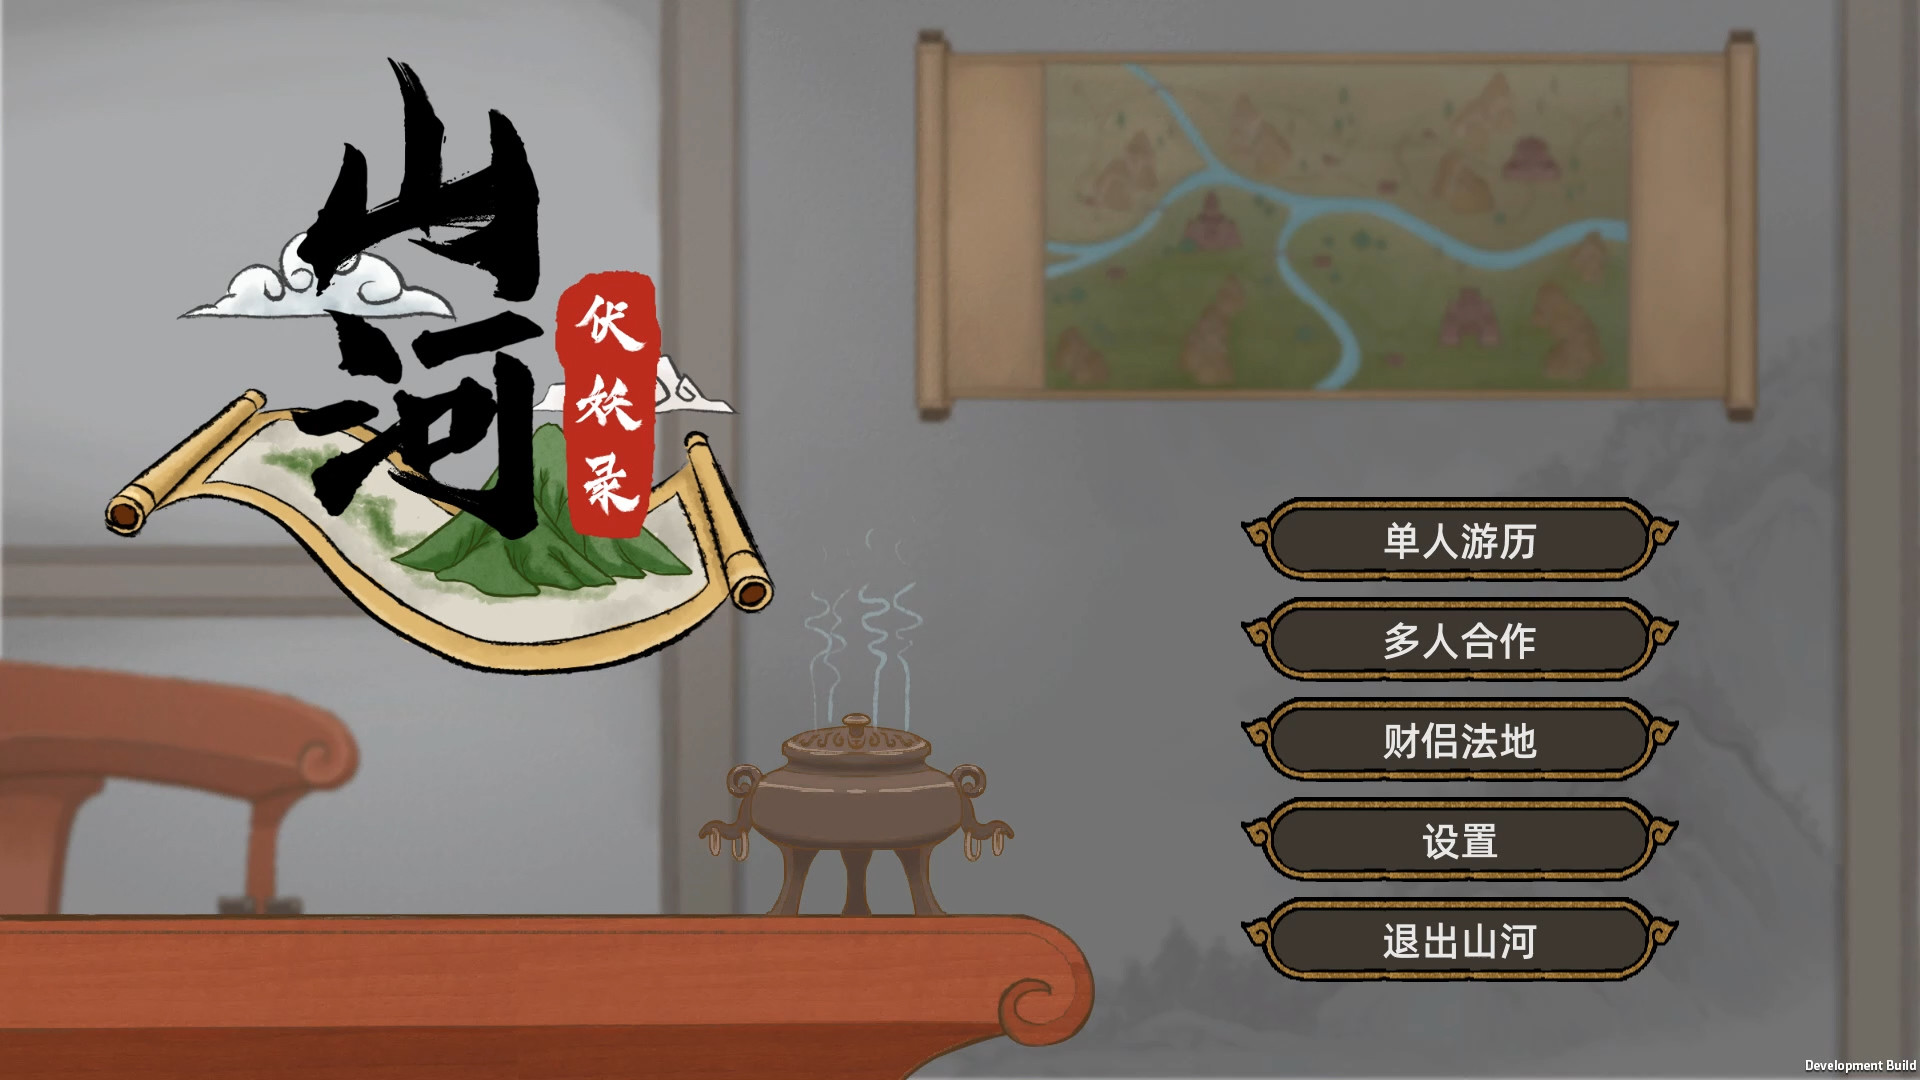 山河
伏妖录
单人游历
多人合作
财侣法地
设置
退出山河
Development Build